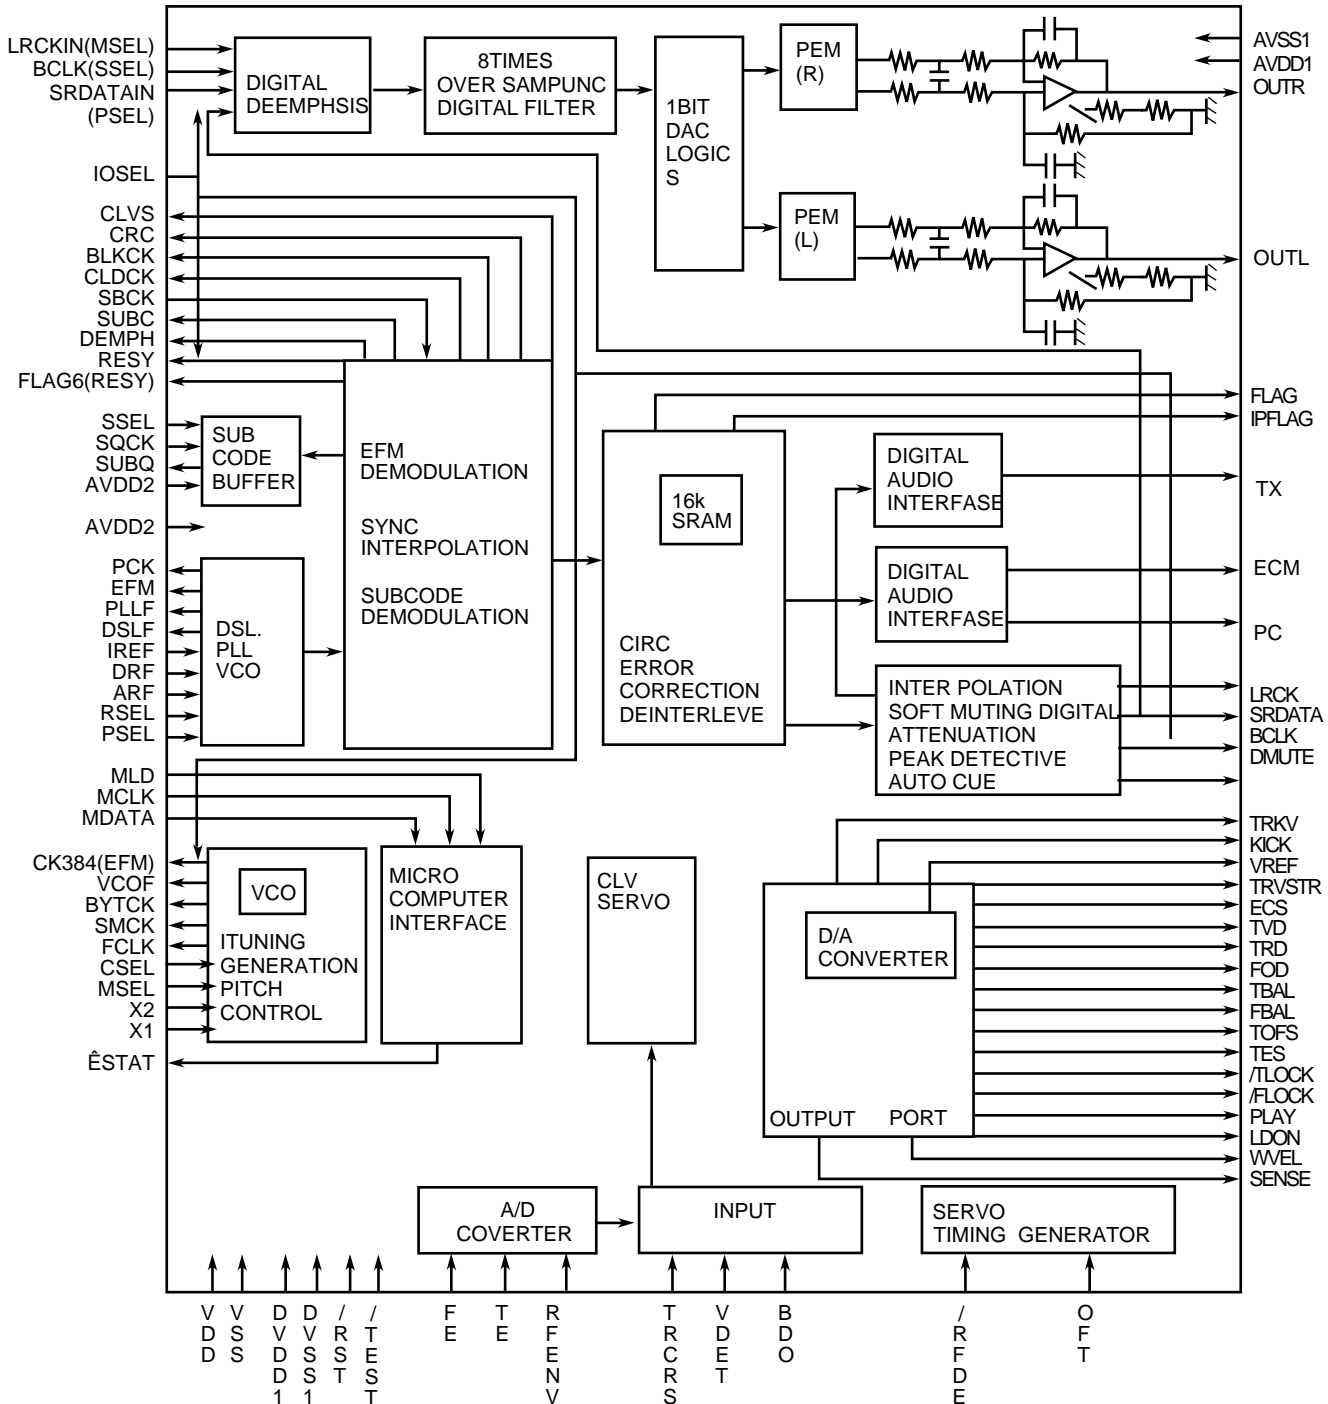 LRCKIN(MSEL)
BCLK(SSEL)
SRDATAIN
(PSEL)
IOSEL
CLVS
CRC
BLKCK
CLDCK
SBCK
SUBC
DEMPH
RESY
FLAG6(RESY)
SSEL
SQCK
SUBQ
AVDD2
AVDD2
PCK
EFM
PLLF
DSLF
IREF
DRF
ARF
RSEL
PSEL
MLD
MCLK
MDATA
CK384(EFM)
VCOF
BYTCK
SMCK
FCLK
CSEL
MSEL
X2
X1
ÊSTAT
DIGITAL
DEEMPHSIS
8TIMES
OVER SAMPUNC
DIGITAL FILTER
1BIT
DAC
LOGIC
S
PEM
(R)
PEM
(L)
SUB
CODE
BUFFER
EFM
DEMODULATION
SYNC
INTERPOLATION
SUBCODE
DEMODULATION
DSL.
PLL
VCO
16k
SRAM
CIRC
ERROR
CORRECTION
DEINTERLEVE
DIGITAL
AUDIO
INTERFASE
DIGITAL
AUDIO
INTERFASE
INTER POLATION
SOFT MUTING DIGITAL
ATTENUATION
PEAK DETECTIVE
AUTO CUE
VCO
ITUNING
GENERATION
PITCH
CONTROL
MICRO
COMPUTER
INTERFACE
CLV
SERVO
D/A
CONVERTER
OUTPUT PORT
A/D
COVERTER
INPUT
SERVO
TIMING GENERATOR
AVSS1
AVDD1
OUTR
OUTL
FLAG
IPFLAG
TX
ECM
PC
LRCK
SRDATA
BCLK
DMUTE
TRKV
KICK
VREF
TRVSTR
ECS
TVD
TRD
FOD
TBAL
FBAL
TOFS
TES
/TLOCK
/FLOCK
PLAY
LDON
WVEL
SENSE
VDD
VSS
DVDD1
DVSS1
/RST
/TEST
FE
TE
RFENV
TRCRS
VDET
BDO
/RFDE
OFT